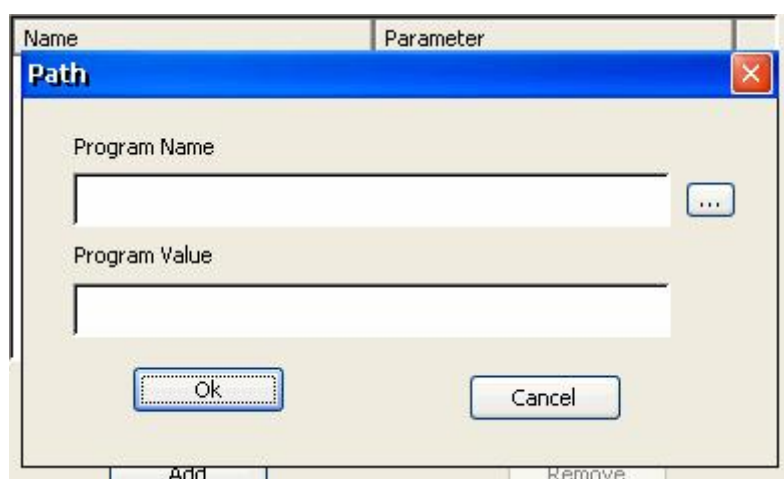 Name Parameter
Path
Program Name
...
Program Value
Ok Cancel
Add Remove